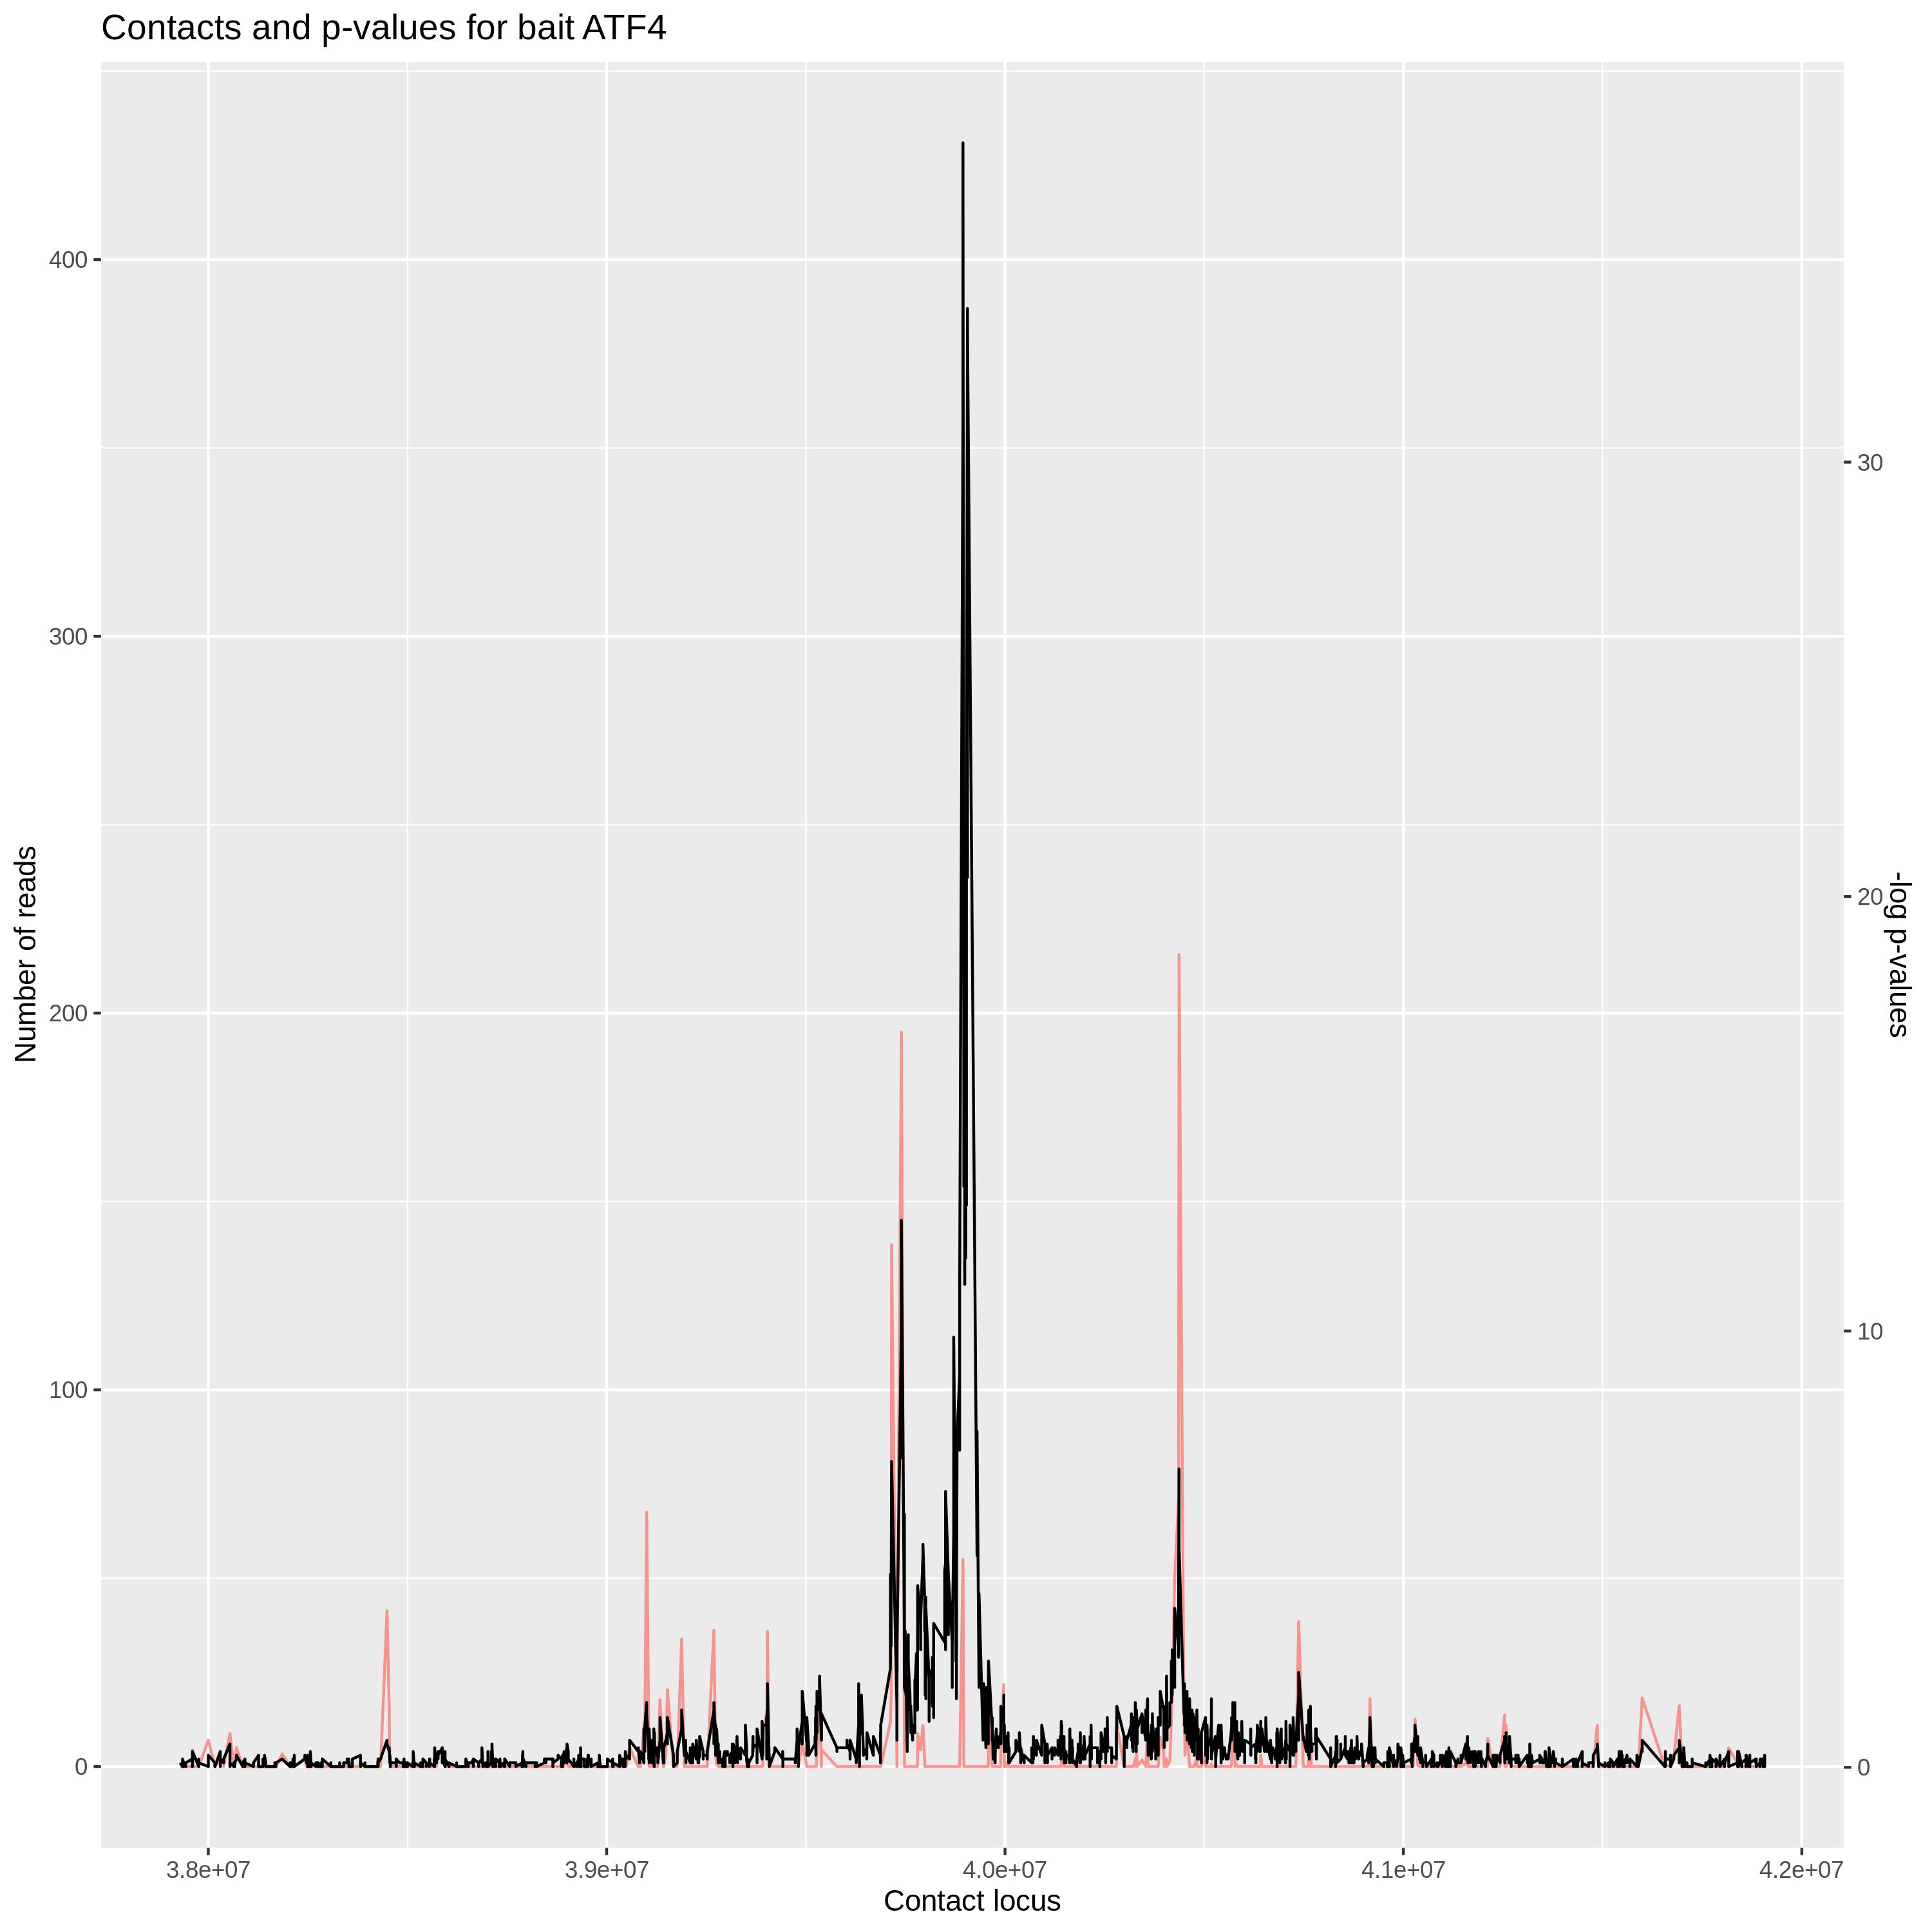 Contacts and p-values for bait ATF4
400
300
200
100
0
Number of reads
30
20
10
0
-log p-values
3.8e+07
3.9e+07
4.0e+07
4.1e+07
4.2e+07
Contact locus